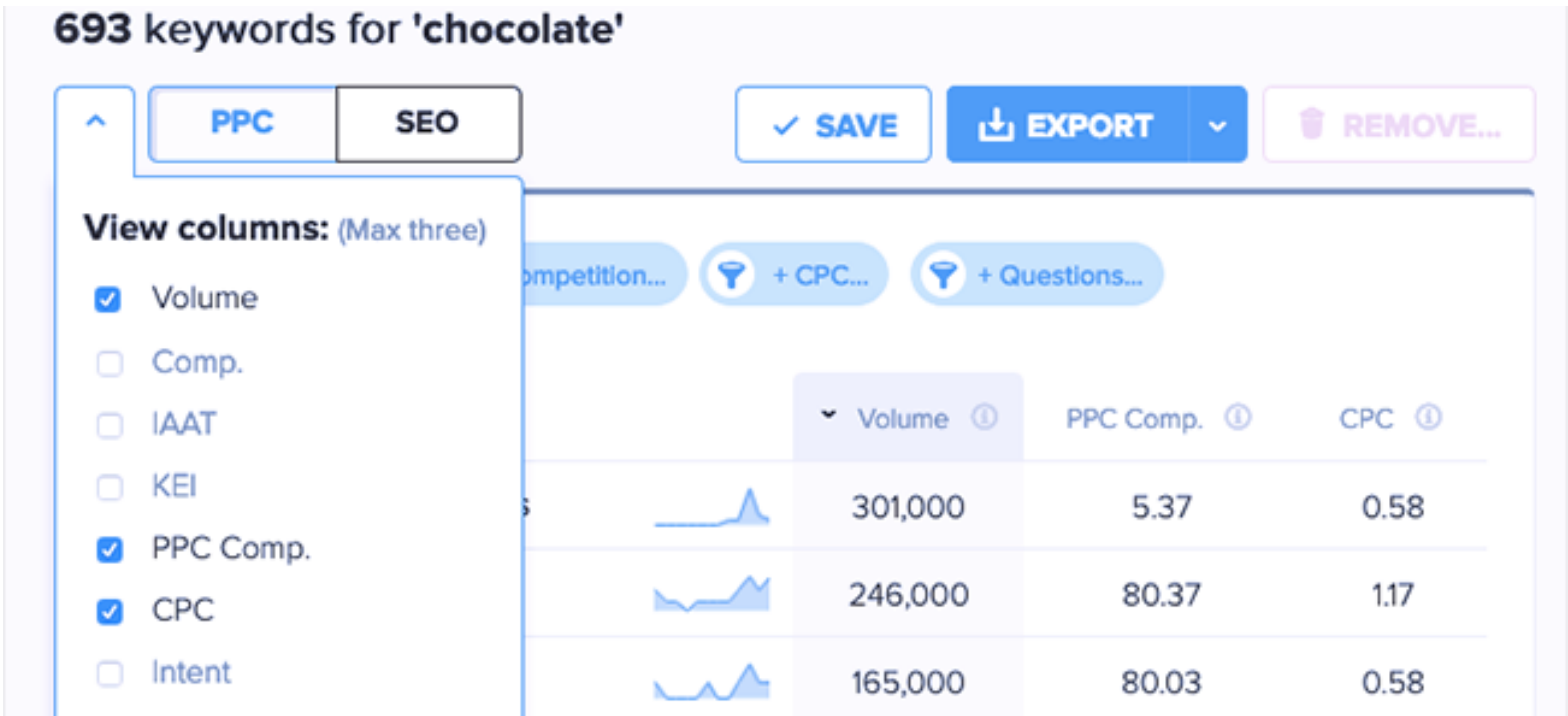 693 keywords for 'chocolate'
PPC SEO SAVE EXPORT REMOVE...
View columns: (Max three)
+ CPC... + Questions...
Volume
Comp.
IAAT
KEI
PPC Comp.
CPC
Intent
Volume PPC Comp. CPC
301,000 5.37 0.58
246,000 80.37 1.17
165,000 80.03 0.58